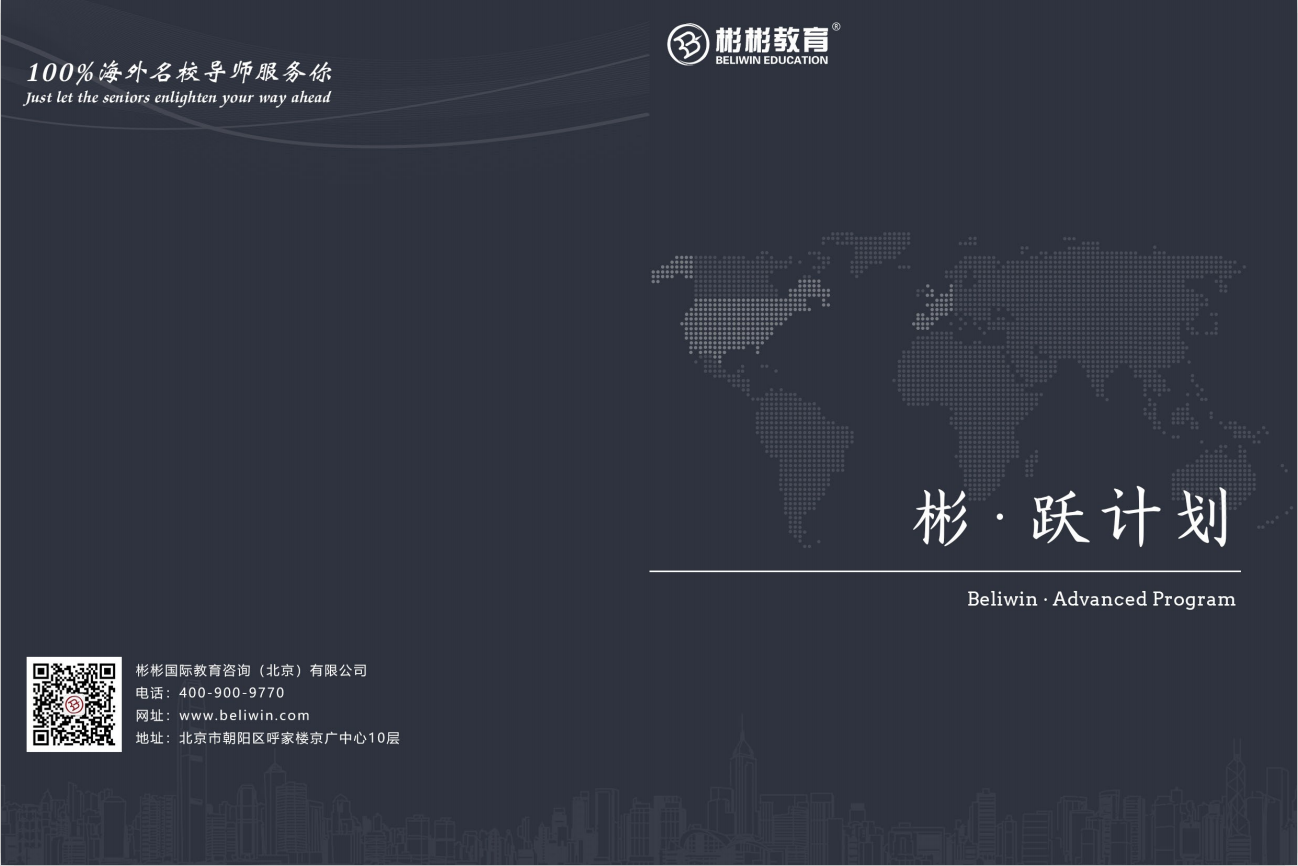 100%海外名校导师服务你
Just let the seniors enlighten your way ahead
彬彬国际教育咨询（北京）有限公司
电话：400-900-9770
网址：www.beliwin.com
地址：北京市朝阳区呼家楼京广中心10层
彬彬教育®
BELIWIN EDUCATION
彬·跃计划
Beliwin · Advanced Program